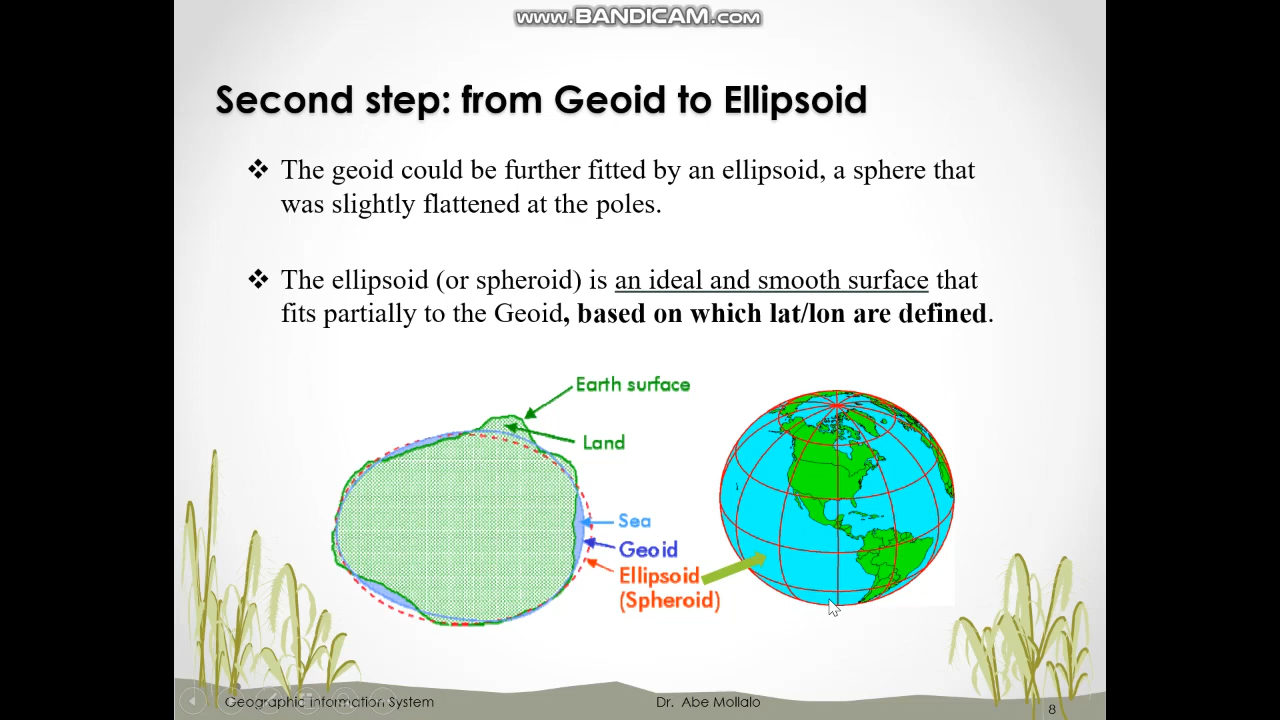 www.BANDICAM.com
Second step: from Geoid to Ellipsoid
❖ The geoid could be further fitted by an ellipsoid, a sphere that
was slightly flattened at the poles.
❖ The ellipsoid (or spheroid) is an ideal and smooth surface that
fits partially to the Geoid, based on which lat/lon are defined.
Earth surface
Land
Sea
Geoid
Ellipsoid
(Spheroid)
Geographic Information System
Dr. Abe Mollalo
8